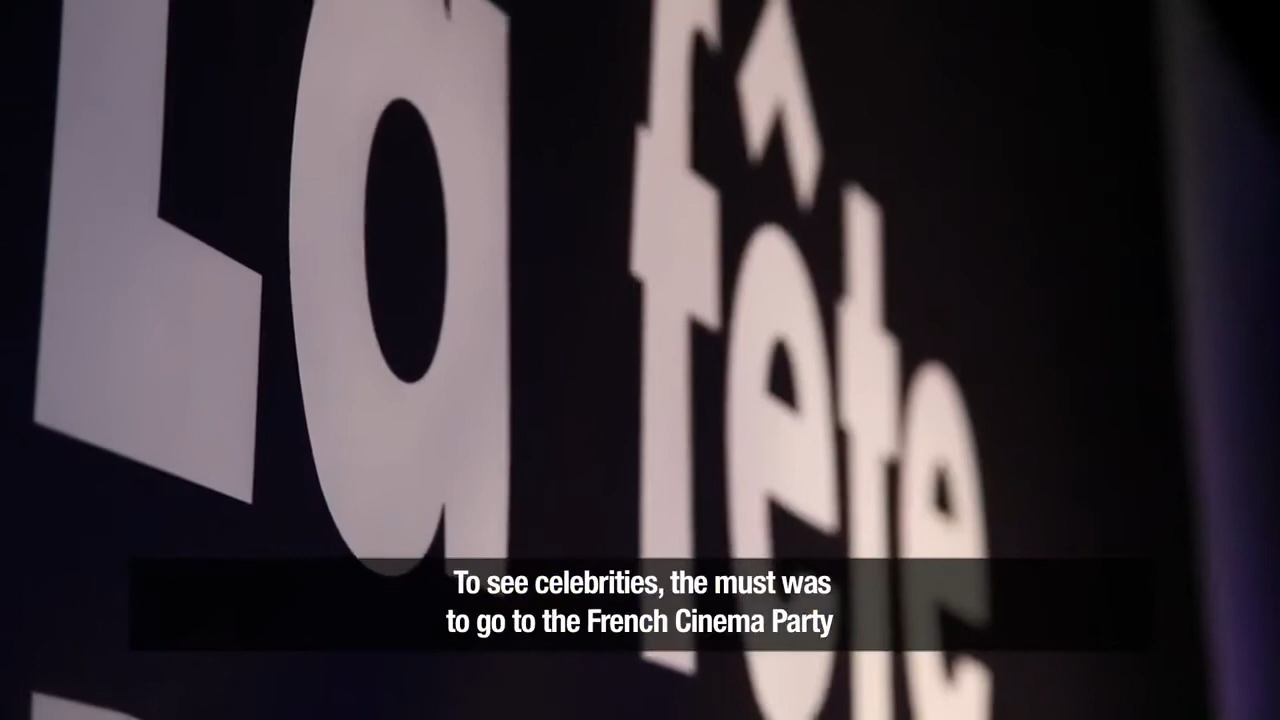 La fête
To see celebrities, the must was
to go to the French Cinema Party